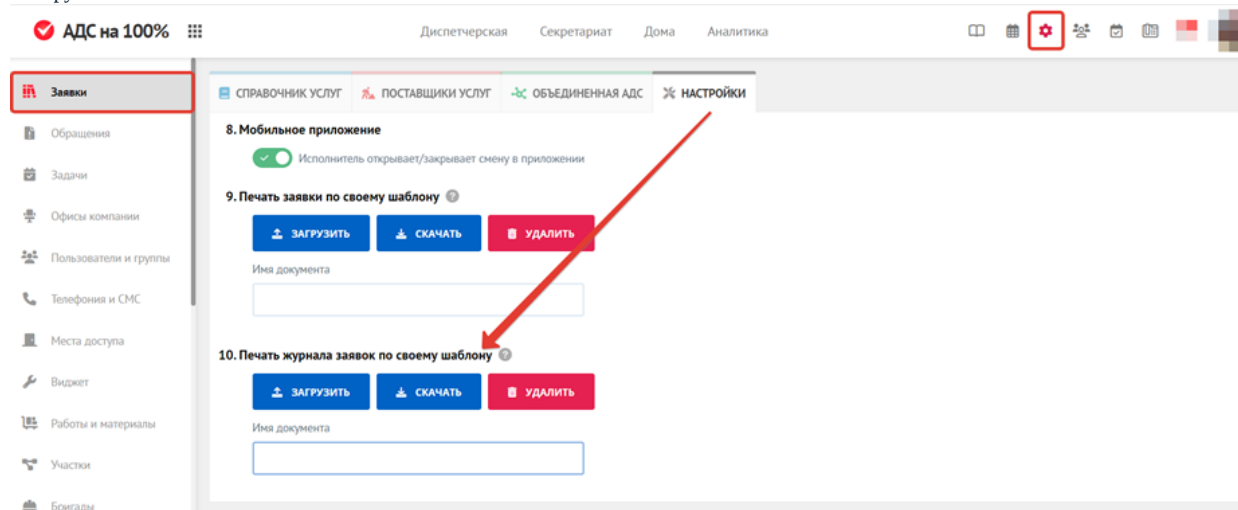 АДС на 100%
Диспетчерская Секретариат Дома Аналитика
Заявки
Обращения
Задачи
Офисы компании
Пользователи и группы
Телефония и СМС
Места доступа
Виджет
Работы и материалы
Участки
Бригады
СПРАВОЧНИК УСЛУГ ПОСТАВЩИКИ УСЛУГ ОБЪЕДИНЕННАЯ АДС НАСТРОЙКИ
8. Мобильное приложение
Исполнитель открывает/закрывает смену в приложении
9. Печать заявки по своему шаблону ?
ЗАГРУЗИТЬ СКАЧАТЬ УДАЛИТЬ
Имя документа
10. Печать журнала заявок по своему шаблону ?
ЗАГРУЗИТЬ СКАЧАТЬ УДАЛИТЬ
Имя документа